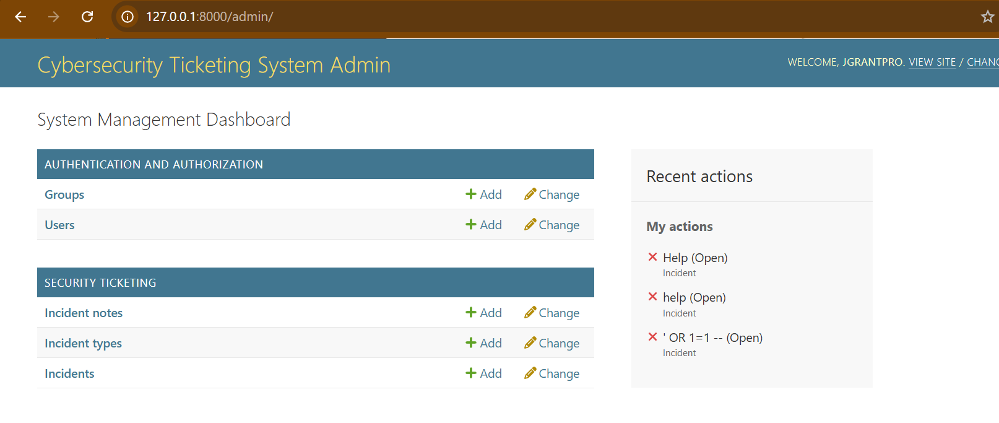 127.0.0.1:8000/admin/
Cybersecurity Ticketing System Admin
WELCOME, JGRANTPRO. VIEW SITE / CHANG
System Management Dashboard
AUTHENTICATION AND AUTHORIZATION
Groups Add Change
Users Add Change
SECURITY TICKETING
Incident notes Add Change
Incident types Add Change
Incidents Add Change
Recent actions
My actions
Help (Open)
Incident
help (Open)
Incident
' OR 1=1 -- (Open)
Incident